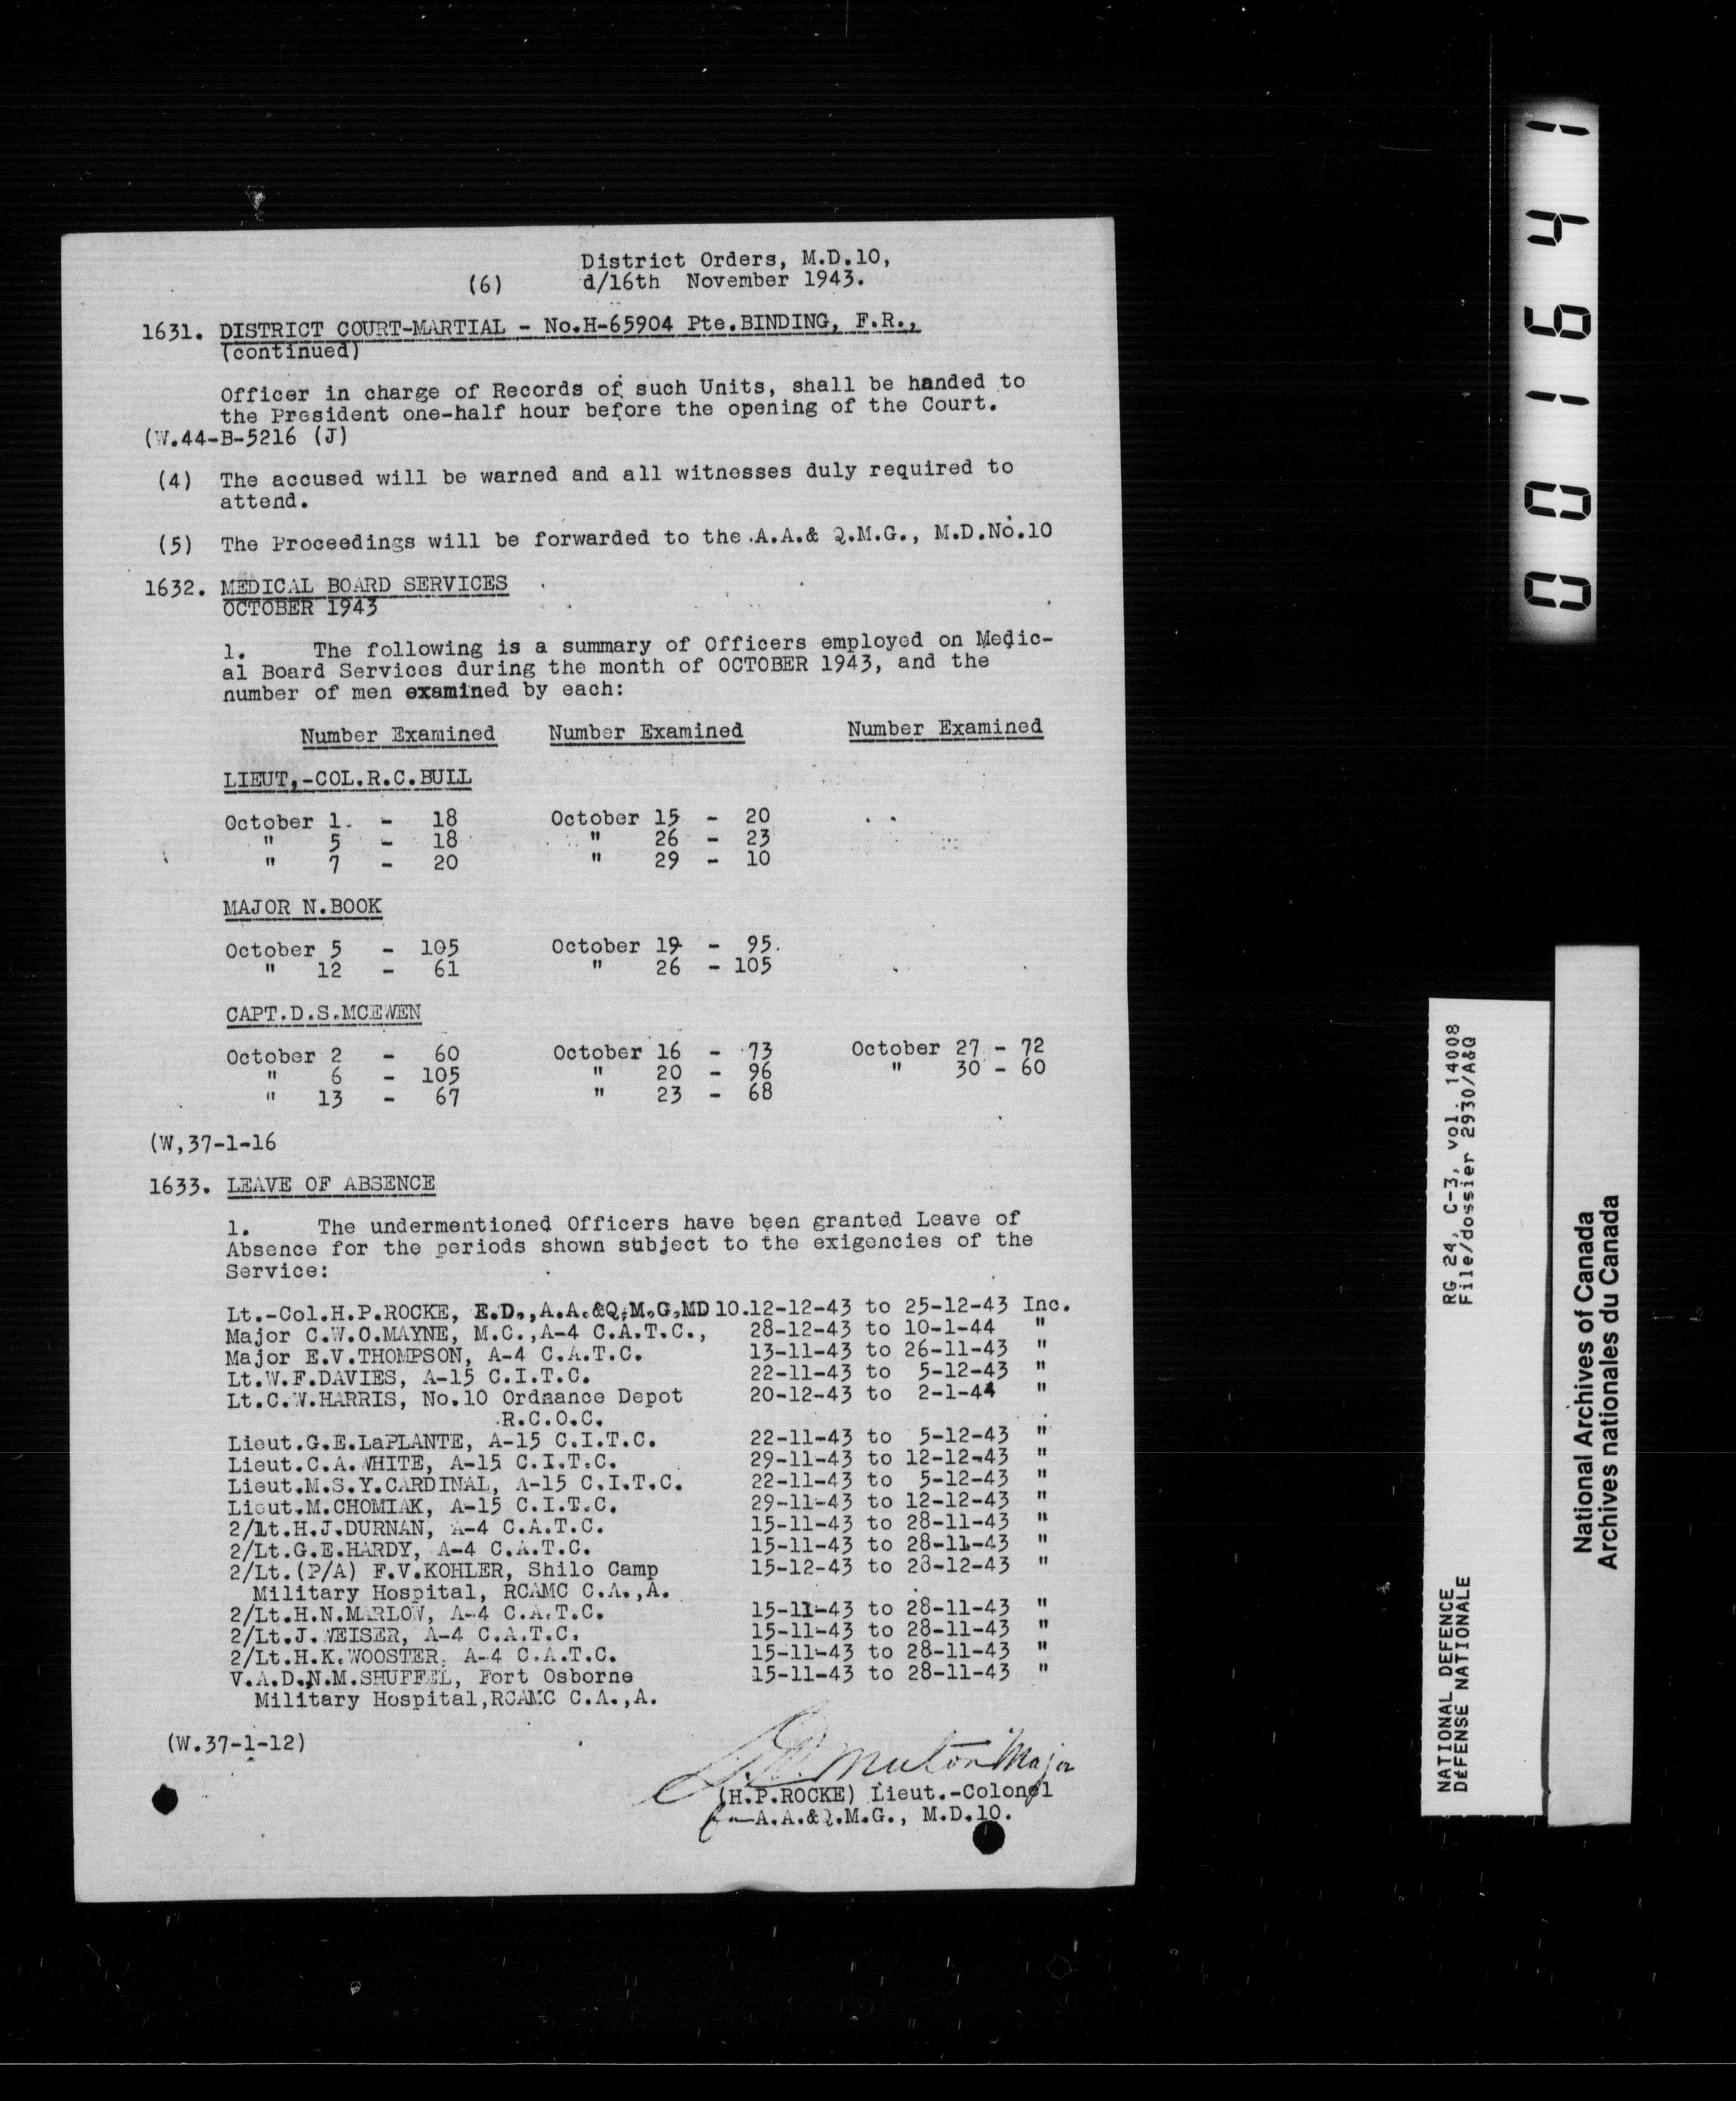 District Orders, M.D.10,
(6) d/16th November 1943.
1631. DISTRICT COURT-MARTIAL - No.H-65904 Pte.BINDING, F.R.,
(continued)
Officer in charge of Records of such Units, shall be handed to
the President one-half hour before the opening of the Court.
(W.44-B-5216 (J)
(4) The accused will be warned and all witnesses duly required to
attend.
(5) The Proceedings will be forwarded to the A.A.& Q.M.G., M.D.No.10
1632. MEDICAL BOARD SERVICES
OCTOBER 1943
1. The following is a summary of Officers employed on Medic-
al Board Services during the month of OCTOBER 1943, and the
number of men examined by each:
Number Examined Number Examined Number Examined
LIEUT,-COL.R.C.BULL
October 1. - 18 October 15 - 20
" 5 - 18 " 26 - 23
" 7 - 20 " 29 - 10
MAJOR N.BOOK
October 5 - 105 October 19 - 95.
" 12 - 61 " 26 - 105
CAPT.D.S.MCEWEN
October 2 - 60 October 16 - 73 October 27 - 72
" 6 - 105 " 20 - 96 " 30 - 60
" 13 - 67 " 23 - 68
(W,37-1-16
1633. LEAVE OF ABSENCE
1. The undermentioned Officers have been granted Leave of
Absence for the periods shown subject to the exigencies of the
Service:
Lt.-Col.H.P.ROCKE, E.D.,A.A.&Q.M.G,MD 10.12-12-43 to 25-12-43 Inc.
Major C.W.O.MAYNE, M.C.,A-4 C.A.T.C., 28-12-43 to 10-1-44 "
Major E.V.THOMPSON, A-4 C.A.T.C. 13-11-43 to 26-11-43 "
Lt.W.F.DAVIES, A-15 C.I.T.C. 22-11-43 to 5-12-43 "
Lt.C.W.HARRIS, No.10 Ordnance Depot 20-12-43 to 2-1-44 "
R.C.O.C.
Lieut.G.E.LaPLANTE, A-15 C.I.T.C. 22-11-43 to 5-12-43 "
Lieut.C.A.WHITE, A-15 C.I.T.C. 29-11-43 to 12-12-43 "
Lieut.M.S.Y.CARDINAL, A-15 C.I.T.C. 22-11-43 to 5-12-43 "
Lieut.M.CHOMIAK, A-15 C.I.T.C. 29-11-43 to 12-12-43 "
2/Lt.H.J.DURNAN, A-4 C.A.T.C. 15-11-43 to 28-11-43 "
2/Lt.G.E.HARDY, A-4 C.A.T.C. 15-11-43 to 28-11-43 "
2/Lt.(P/A) F.V.KOHLER, Shilo Camp 15-12-43 to 28-12-43 "
Military Hospital, RCAMC C.A.,A.
2/Lt.H.N.MARLOW, A-4 C.A.T.C. 15-11-43 to 28-11-43 "
2/Lt.J.WEISER, A-4 C.A.T.C. 15-11-43 to 28-11-43 "
2/Lt.H.K.WOOSTER, A-4 C.A.T.C. 15-11-43 to 28-11-43 "
V.A.D.,N.M.SHUFFEL, Fort Osborne 15-11-43 to 28-11-43 "
Military Hospital,RCAMC C.A.,A.
(W.37-1-12)
Major
(H.P.ROCKE) Lieut.-Colonel
for A.A.&Q.M.G., M.D.10.
001641
NATIONAL DEFENCE RG 24, C-3, vol. 14008
DÉFENSE NATIONALE File/dossier 2930/A&Q
National Archives of Canada
Archives nationales du Canada